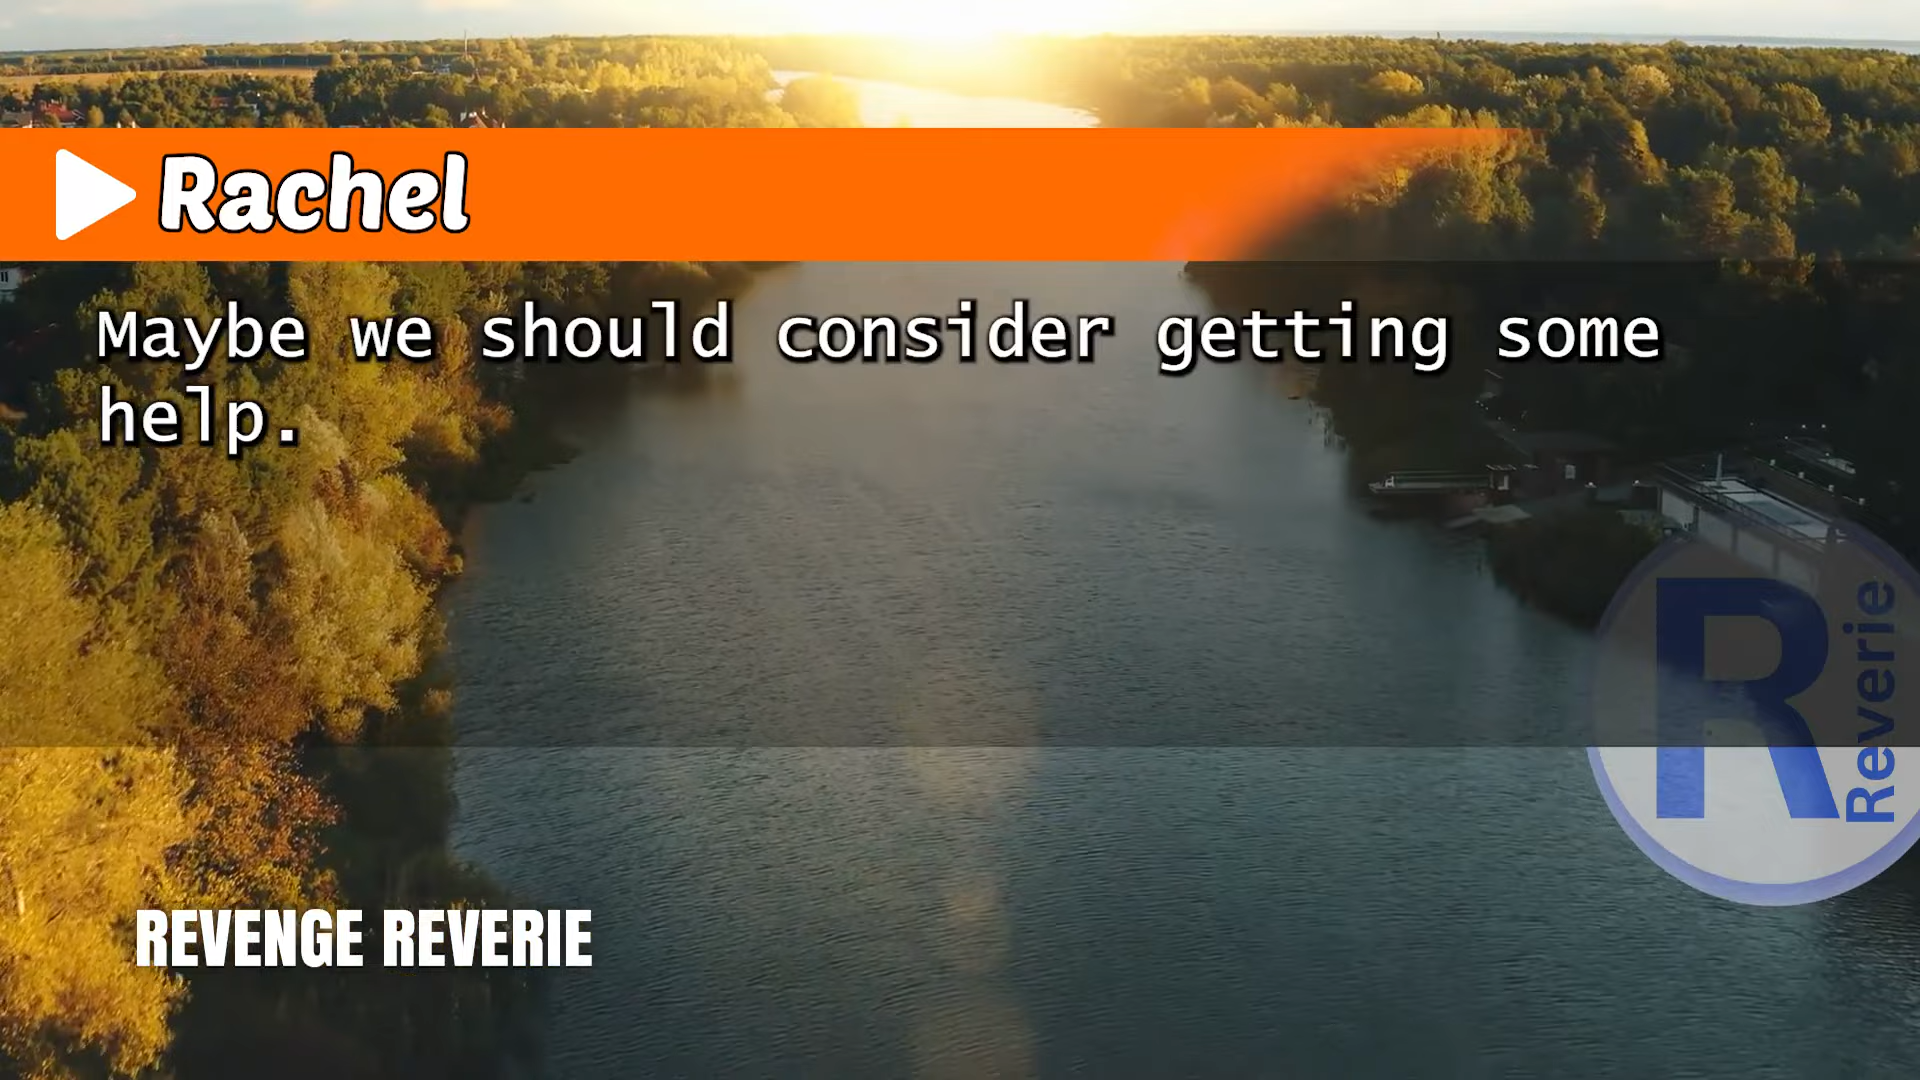 Rachel
Maybe we should consider getting some
help.
R
Reverie
REVENGE REVERIE